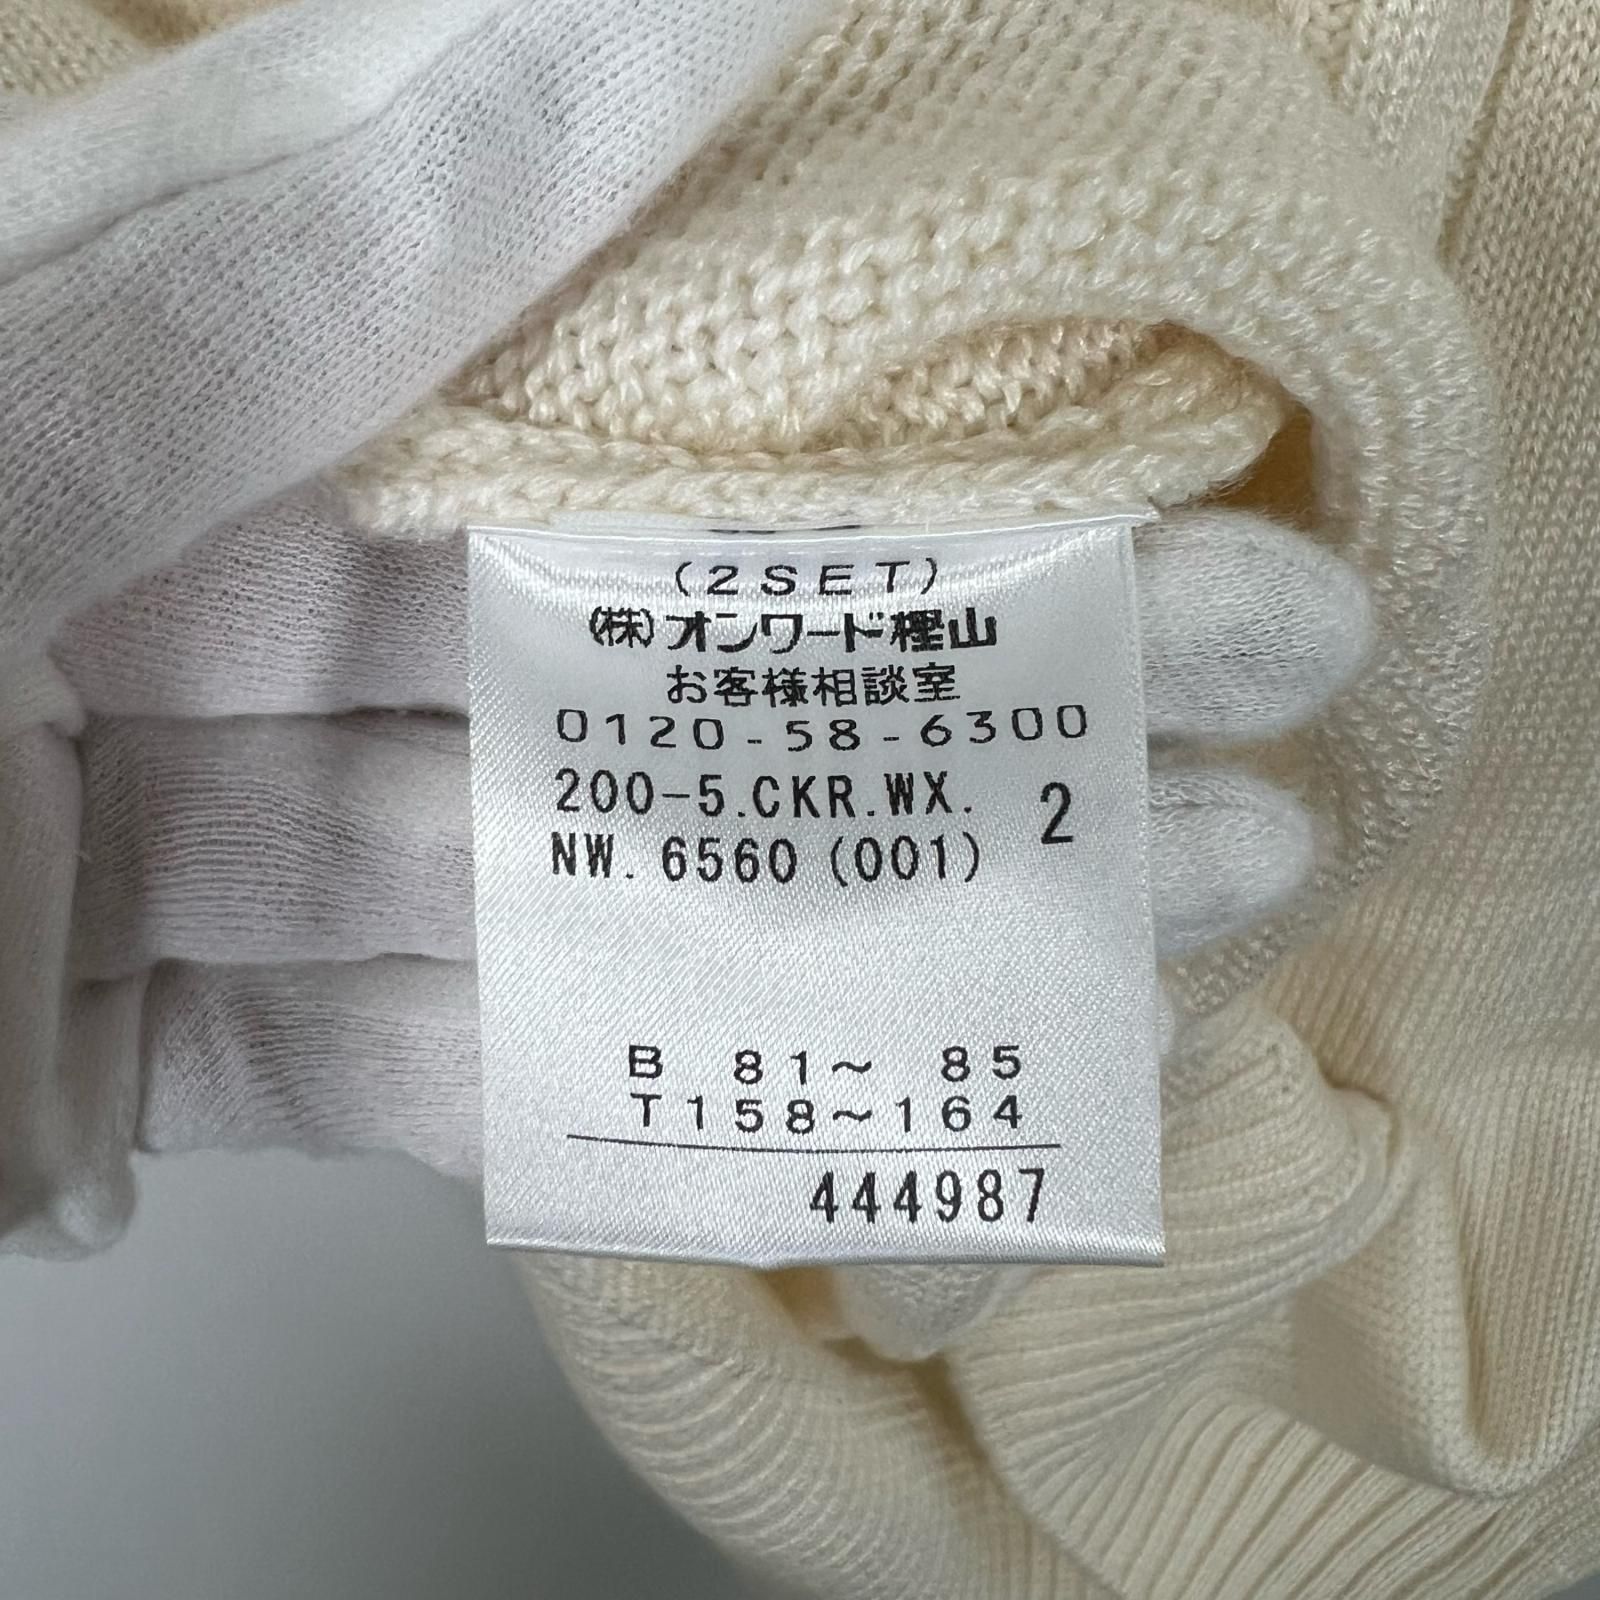 (2SET)
(株)オンワード樫山
お客様相談室
0120-58-6300
200-5.CKR.WX. 2
NW. 6560 (001)
B 81~ 85
T158~164
444987